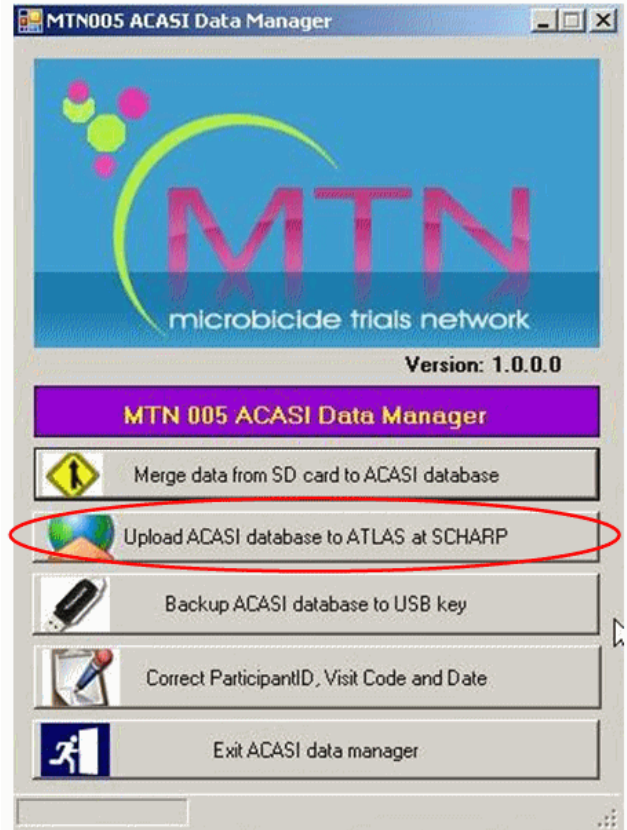 MTN005 ACASI Data Manager
MTN
microbicide trials network
Version: 1.0.0.0
MTN 005 ACASI Data Manager
Merge data from SD card to ACASI database
Upload ACASI database to ATLAS at SCHARP
Backup ACASI database to USB key
Correct ParticipantID, Visit Code and Date
Exit ACASI data manager